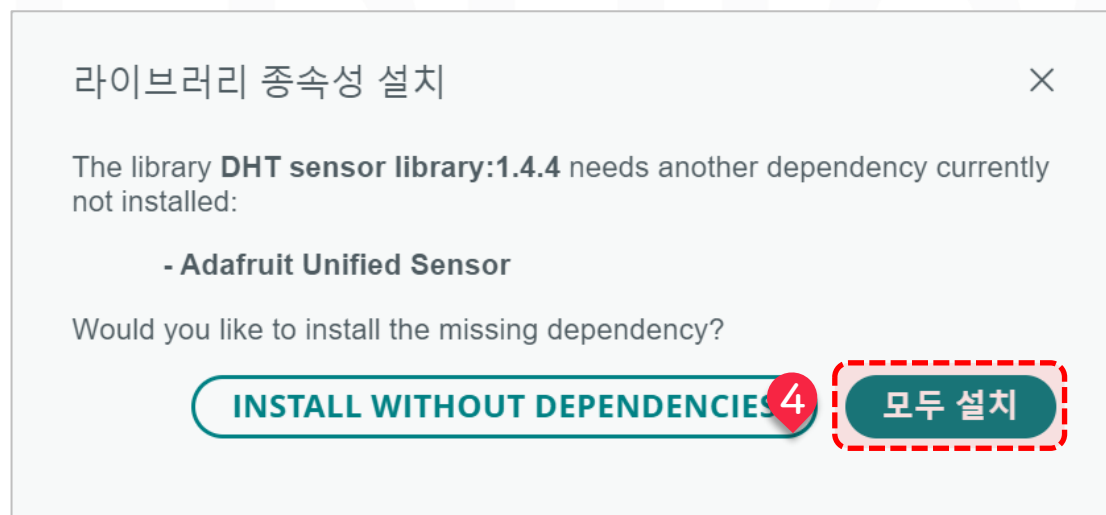 라이브러리 종속성 설치
The library DHT sensor library:1.4.4 needs another dependency currently
not installed:
- Adafruit Unified Sensor
Would you like to install the missing dependency?
INSTALL WITHOUT DEPENDENCIES
4
모두 설치